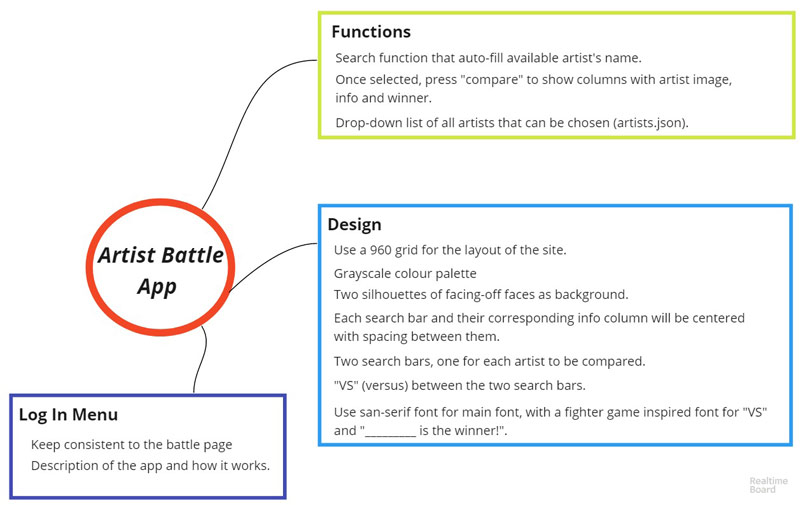 Functions
Search function that auto-fill available artist's name.
Once selected, press "compare" to show columns with artist image,
info and winner.
Drop-down list of all artists that can be chosen (artists.json).
Artist Battle
App
Design
Use a 960 grid for the layout of the site.
Grayscale colour palette
Two silhouettes of facing-off faces as background.
Each search bar and their corresponding info column will be centered
with spacing between them.
Two search bars, one for each artist to be compared.
"VS" (versus) between the two search bars.
Use san-serif font for main font, with a fighter game inspired font for "VS"
and "_________ is the winner!".
Log In Menu
Keep consistent to the battle page
Description of the app and how it works.
Realtime
Board